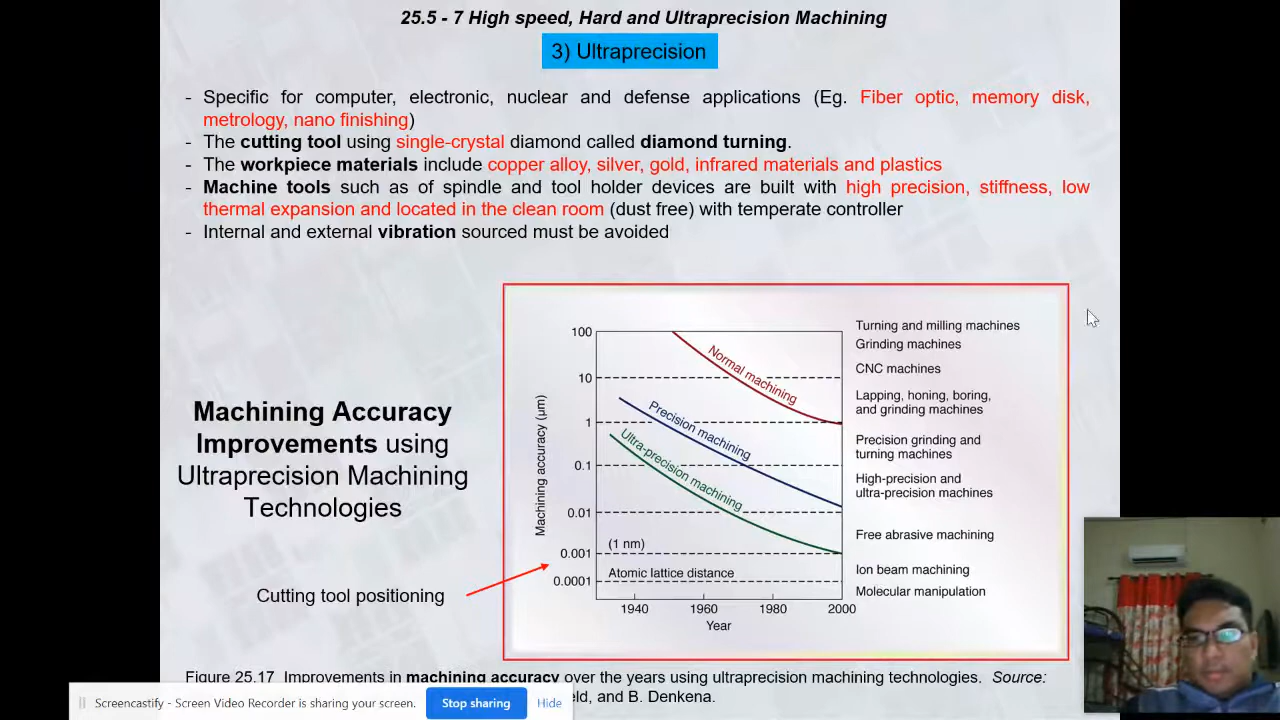 25.5 - 7 High speed, Hard and Ultraprecision Machining
3) Ultraprecision
- Specific for computer, electronic, nuclear and defense applications (Eg. Fiber optic, memory disk,
metrology, nano finishing)
- The cutting tool using single-crystal diamond called diamond turning.
- The workpiece materials include copper alloy, silver, gold, infrared materials and plastics
- Machine tools such as of spindle and tool holder devices are built with high precision, stiffness, low
thermal expansion and located in the clean room (dust free) with temperate controller
- Internal and external vibration sourced must be avoided
Machining Accuracy
Improvements using
Ultraprecision Machining
Technologies
Cutting tool positioning
Machining accuracy (μm)
100
10
1
0.1
0.01
0.001
0.0001
Normal machining
Precision machining
Ultra-precision machining
(1 nm)
Atomic lattice distance
1940 1960 1980 2000
Year
Turning and milling machines
Grinding machines
CNC machines
Lapping, honing, boring,
and grinding machines
Precision grinding and
turning machines
High-precision and
ultra-precision machines
Free abrasive machining
Ion beam machining
Molecular manipulation
Figure 25.17 Improvements in machining accuracy over the years using ultraprecision machining technologies. Source:
and B. Denkena.
Screencastify - Screen Video Recorder is sharing your screen.
Stop sharing
Hide